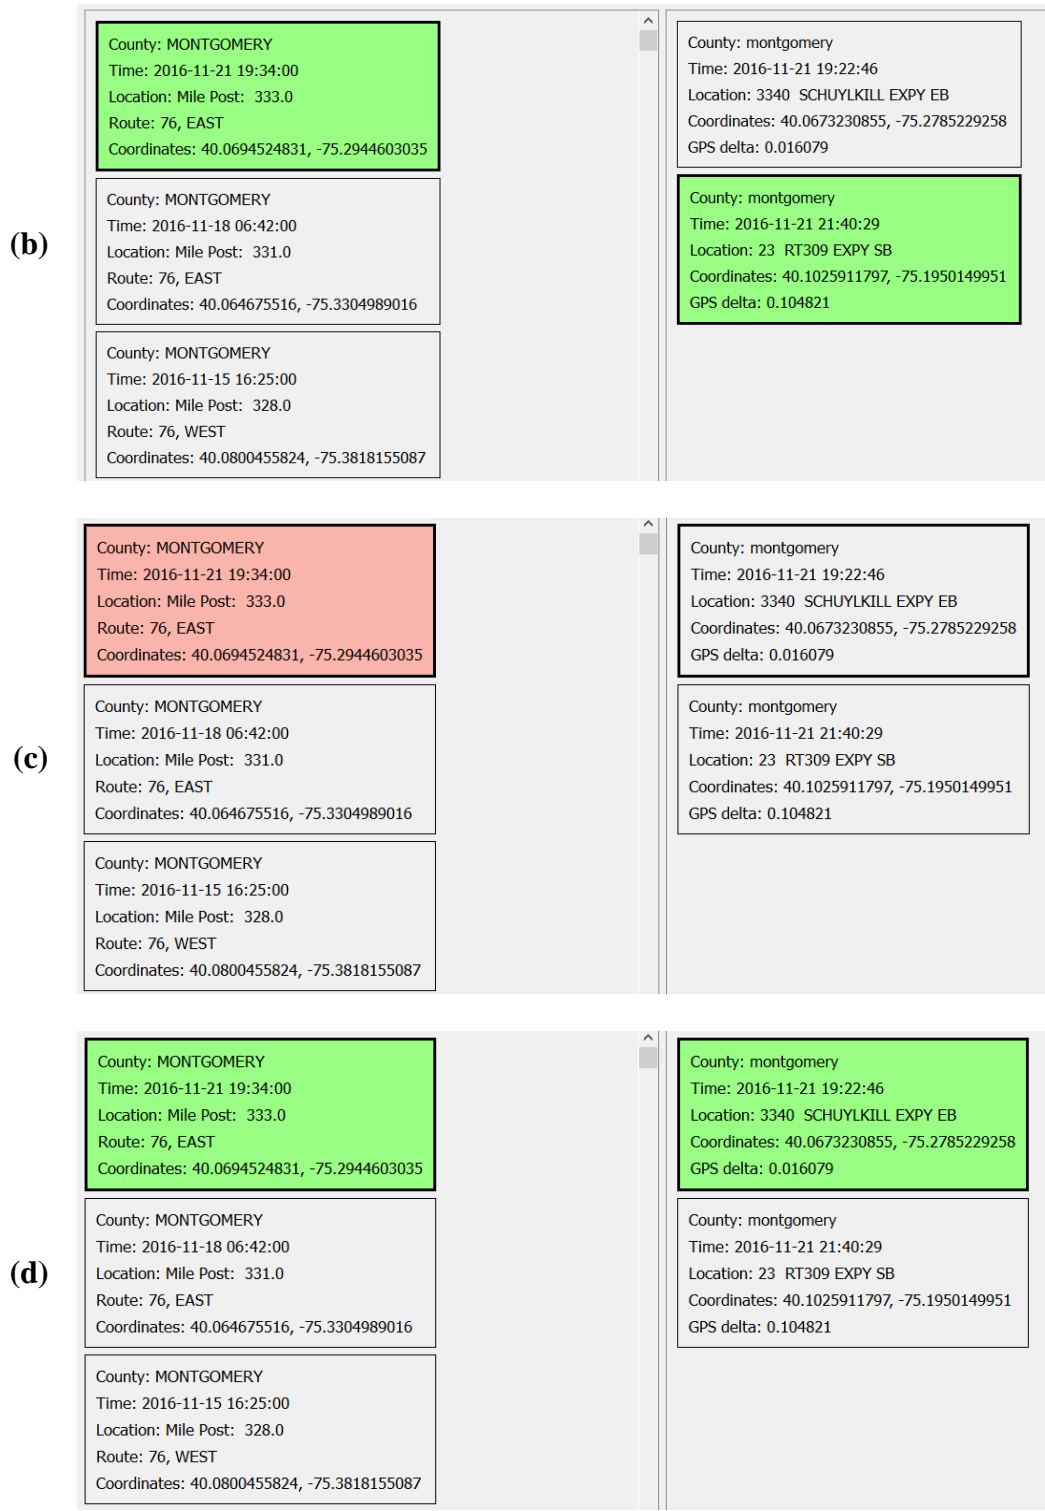 (b)
County: MONTGOMERY
Time: 2016-11-21 19:34:00
Location: Mile Post:  333.0
Route: 76, EAST
Coordinates: 40.0694524831, -75.2944603035
County: MONTGOMERY
Time: 2016-11-18 06:42:00
Location: Mile Post:  331.0
Route: 76, EAST
Coordinates: 40.064675516, -75.3304989016
County: MONTGOMERY
Time: 2016-11-15 16:25:00
Location: Mile Post:  328.0
Route: 76, WEST
Coordinates: 40.0800455824, -75.3818155087
County: montgomery
Time: 2016-11-21 19:22:46
Location: 3340  SCHUYLKILL EXPY EB
Coordinates: 40.0673230855, -75.2785229258
GPS delta: 0.016079
County: montgomery
Time: 2016-11-21 21:40:29
Location: 23  RT309 EXPY SB
Coordinates: 40.1025911797, -75.1950149951
GPS delta: 0.104821
(c)
County: MONTGOMERY
Time: 2016-11-21 19:34:00
Location: Mile Post:  333.0
Route: 76, EAST
Coordinates: 40.0694524831, -75.2944603035
County: MONTGOMERY
Time: 2016-11-18 06:42:00
Location: Mile Post:  331.0
Route: 76, EAST
Coordinates: 40.064675516, -75.3304989016
County: MONTGOMERY
Time: 2016-11-15 16:25:00
Location: Mile Post:  328.0
Route: 76, WEST
Coordinates: 40.0800455824, -75.3818155087
County: montgomery
Time: 2016-11-21 19:22:46
Location: 3340  SCHUYLKILL EXPY EB
Coordinates: 40.0673230855, -75.2785229258
GPS delta: 0.016079
County: montgomery
Time: 2016-11-21 21:40:29
Location: 23  RT309 EXPY SB
Coordinates: 40.1025911797, -75.1950149951
GPS delta: 0.104821
(d)
County: MONTGOMERY
Time: 2016-11-21 19:34:00
Location: Mile Post:  333.0
Route: 76, EAST
Coordinates: 40.0694524831, -75.2944603035
County: MONTGOMERY
Time: 2016-11-18 06:42:00
Location: Mile Post:  331.0
Route: 76, EAST
Coordinates: 40.064675516, -75.3304989016
County: MONTGOMERY
Time: 2016-11-15 16:25:00
Location: Mile Post:  328.0
Route: 76, WEST
Coordinates: 40.0800455824, -75.3818155087
County: montgomery
Time: 2016-11-21 19:22:46
Location: 3340  SCHUYLKILL EXPY EB
Coordinates: 40.0673230855, -75.2785229258
GPS delta: 0.016079
County: montgomery
Time: 2016-11-21 21:40:29
Location: 23  RT309 EXPY SB
Coordinates: 40.1025911797, -75.1950149951
GPS delta: 0.104821